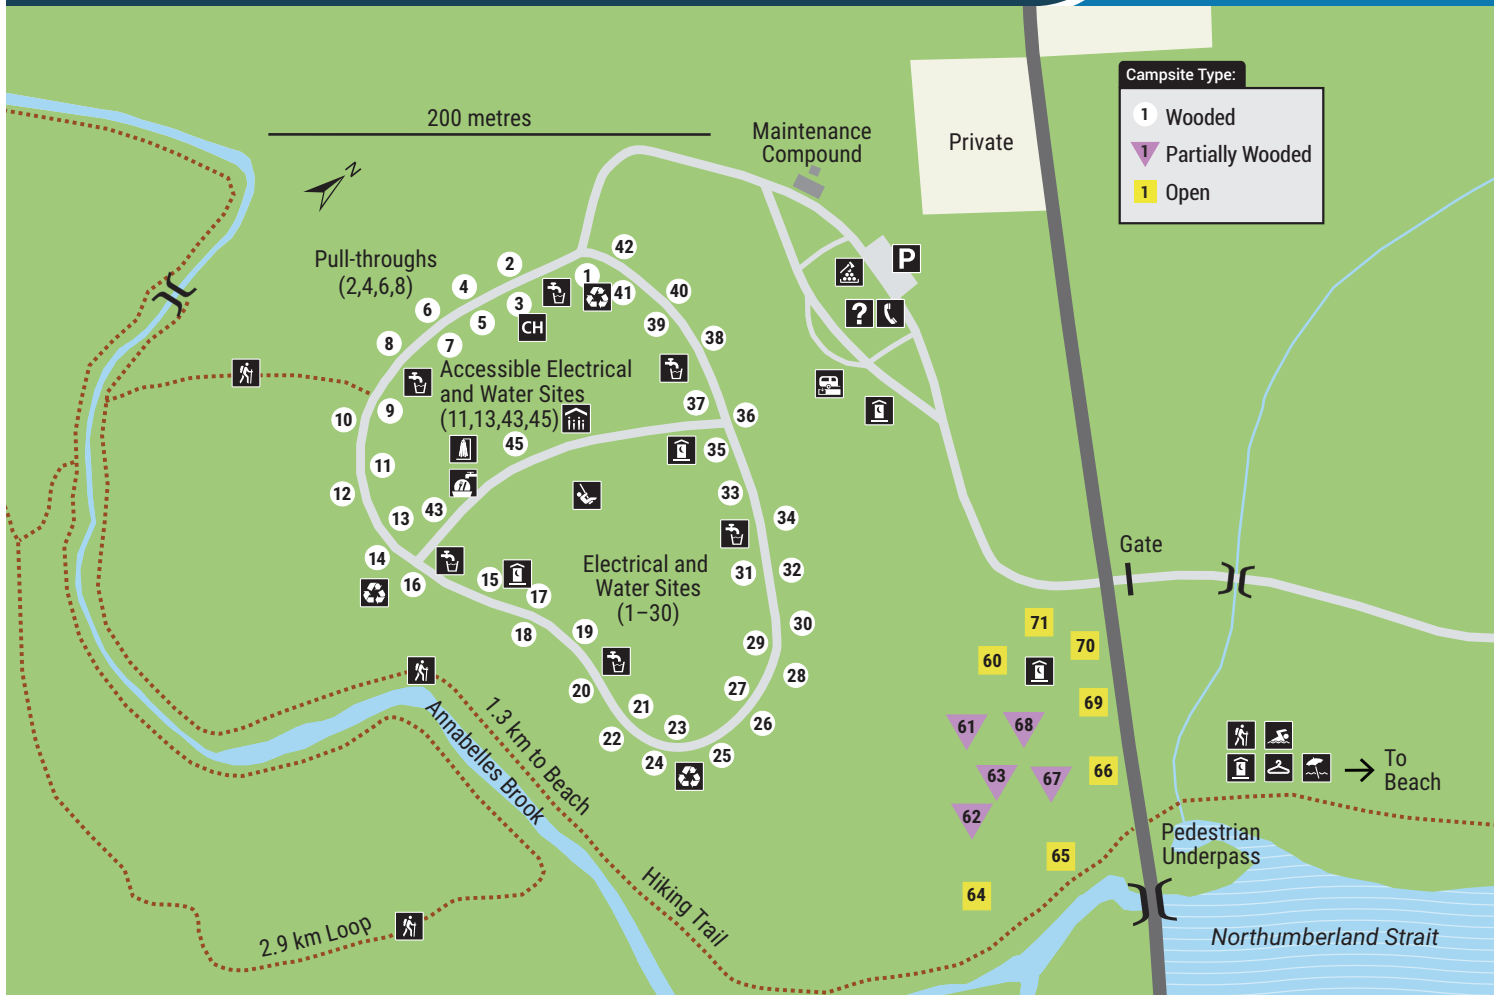 200 metres
N
Maintenance
Compound
Private
Campsite Type:
1 Wooded
1 Partially Wooded
1 Open
Pull-throughs
(2,4,6,8)
42
2
1
4
3
41
40
6
5
39
P
8
7
CH
38
? 
Accessible Electrical
and Water Sites
(11,13,43,45)
10
9
37
36
45
35
11
12
33
13
43
34
14
16
15
17
Electrical and
Water Sites
(1–30)
31
32
18
19
30
29
28
20
27
21
26
22
23
24
25
Gate
71
70
60
69
61
68
63
67
66
62
65
64
To
Beach
Pedestrian
Underpass
Northumberland Strait
1.3 km to Beach
Annabelles Brook
Hiking Trail
2.9 km Loop